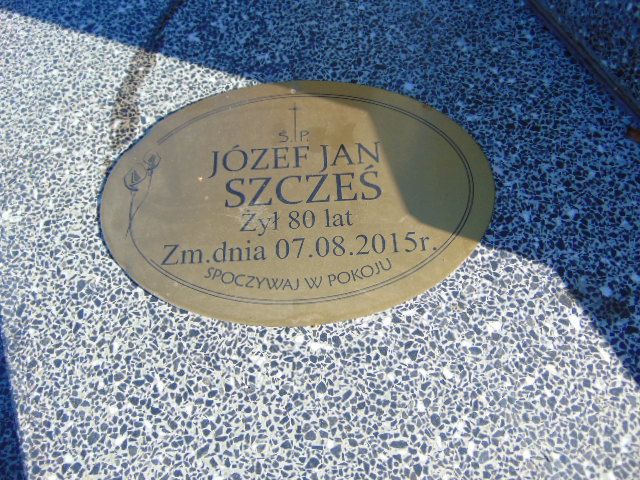 Ś.P.
JÓZEF JAN
SZCZEŚ
Żył 80 lat
Zm.dnia 07.08.2015r.
SPOCZYWAJ W POKOJU